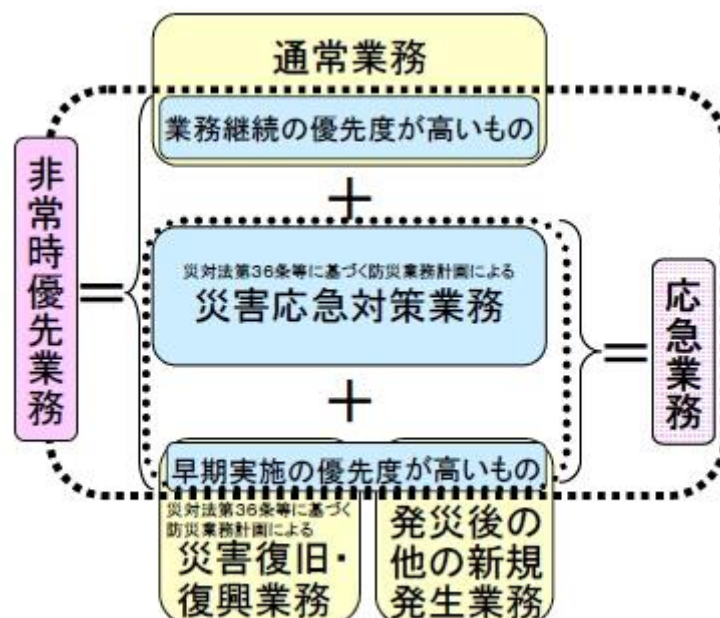 通常業務
業務継続の優先度が高いもの
非常時優先業務
=
+
災対法第36条等に基づく防災業務計画による
災害応急対策業務
=
応急業務
+
早期実施の優先度が高いもの
災対法第36条等に基づく
防災業務計画による
災害復旧・
復興業務
発災後の
他の新規
発生業務